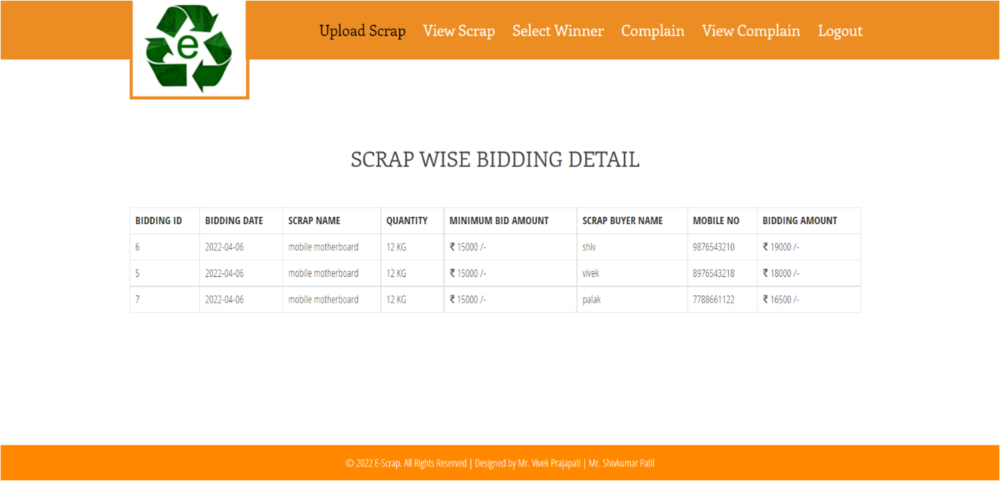 e
Upload Scrap View Scrap Select Winner Complain View Complain Logout
SCRAP WISE BIDDING DETAIL
BIDDING ID BIDDING DATE SCRAP NAME QUANTITY MINIMUM BID AMOUNT SCRAP BUYER NAME MOBILE NO BIDDING AMOUNT
6 2022-04-06 mobile motherboard 12 KG ₹ 15000 /- shiv 9876543210 ₹ 19000 /-
5 2022-04-06 mobile motherboard 12 KG ₹ 15000 /- vivek 8976543218 ₹ 18000 /-
7 2022-04-06 mobile motherboard 12 KG ₹ 15000 /- palak 7788661122 ₹ 16500 /-
© 2022 E-Scrap. All Rights Reserved | Designed by Mr. Vivek Prajapati | Mr. Shivkumar Patil